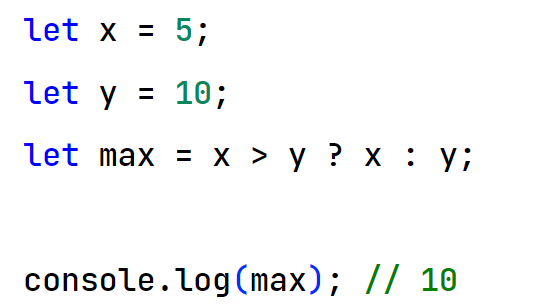 let x = 5;
let y = 10;
let max = x > y ? x : y;
console.log(max); // 10